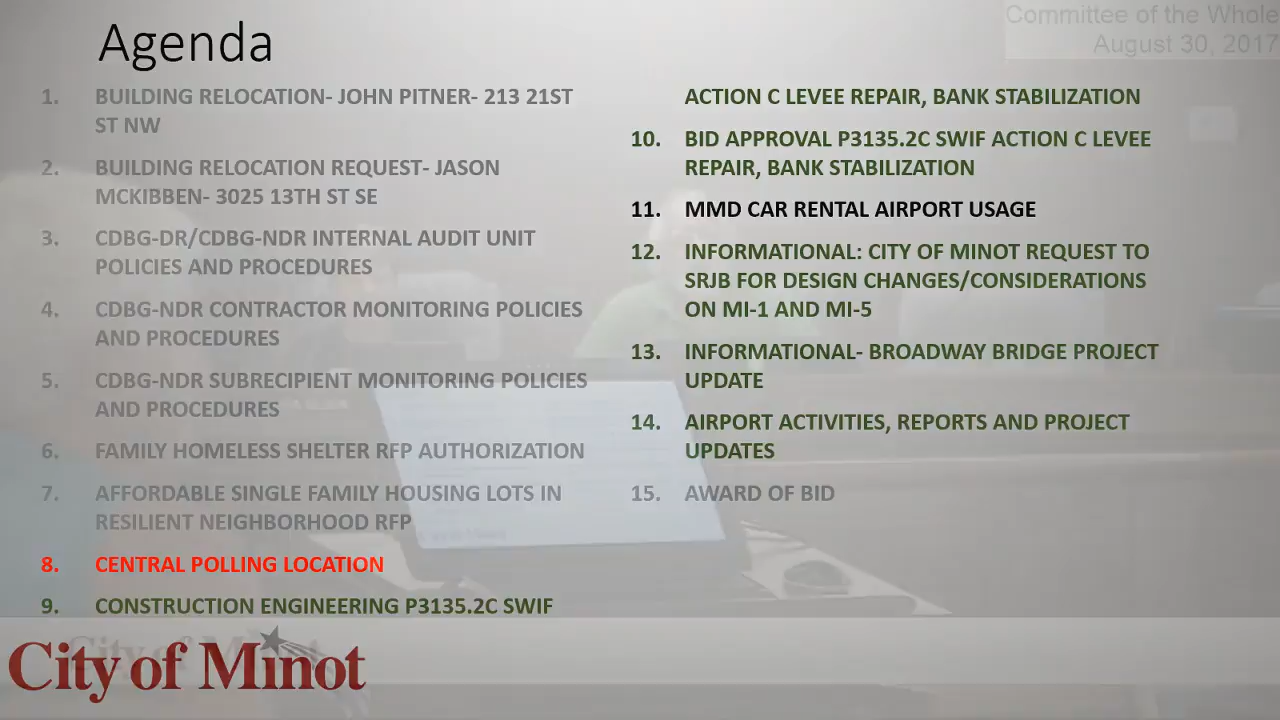 Committee of the Whole
August 30, 2017
Agenda
1. BUILDING RELOCATION- JOHN PITNER- 213 21ST
ST NW
2. BUILDING RELOCATION REQUEST- JASON
MCKIBBEN- 3025 13TH ST SE
3. CDBG-DR/CDBG-NDR INTERNAL AUDIT UNIT
POLICIES AND PROCEDURES
4. CDBG-NDR CONTRACTOR MONITORING POLICIES
AND PROCEDURES
5. CDBG-NDR SUBRECIPIENT MONITORING POLICIES
AND PROCEDURES
6. FAMILY HOMELESS SHELTER RFP AUTHORIZATION
7. AFFORDABLE SINGLE FAMILY HOUSING LOTS IN
RESILIENT NEIGHBORHOOD RFP
8. CENTRAL POLLING LOCATION
9. CONSTRUCTION ENGINEERING P3135.2C SWIF
ACTION C LEVEE REPAIR, BANK STABILIZATION
10. BID APPROVAL P3135.2C SWIF ACTION C LEVEE
REPAIR, BANK STABILIZATION
11. MMD CAR RENTAL AIRPORT USAGE
12. INFORMATIONAL: CITY OF MINOT REQUEST TO
SRJB FOR DESIGN CHANGES/CONSIDERATIONS
ON MI-1 AND MI-5
13. INFORMATIONAL- BROADWAY BRIDGE PROJECT
UPDATE
14. AIRPORT ACTIVITIES, REPORTS AND PROJECT
UPDATES
15. AWARD OF BID
City of Minot